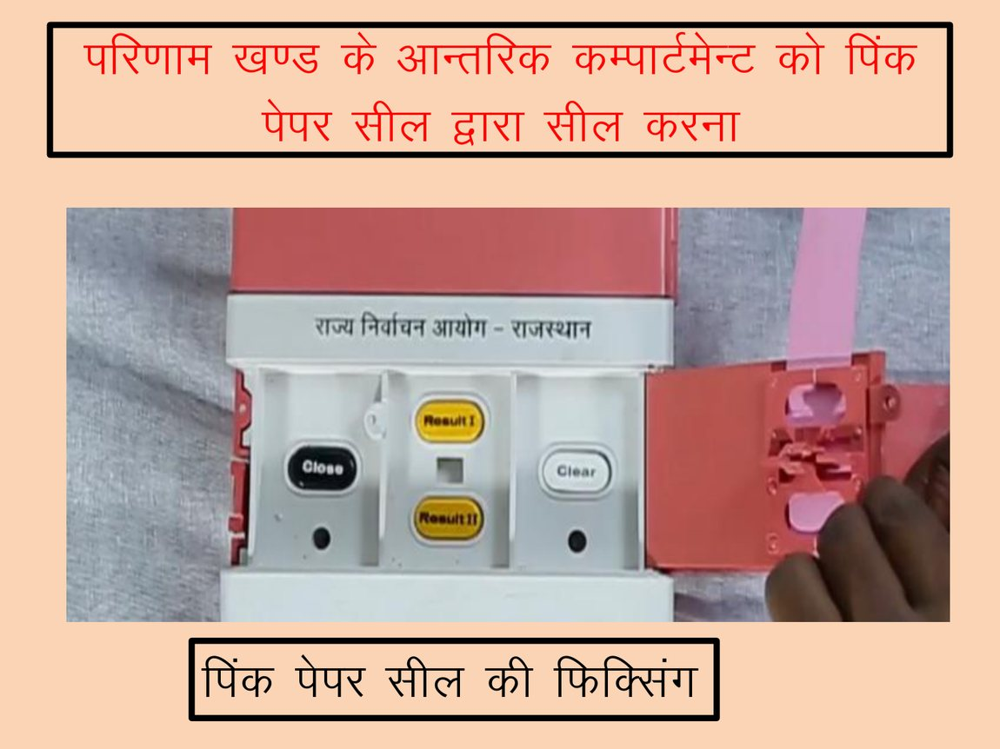 परिणाम खण्ड के आन्तरिक कम्पार्टमेन्ट को पिंक
पेपर सील द्वारा सील करना
राज्य निर्वाचन आयोग - राजस्थान
Result I
Close
Clear
Result II
पिंक पेपर सील की फिक्सिंग